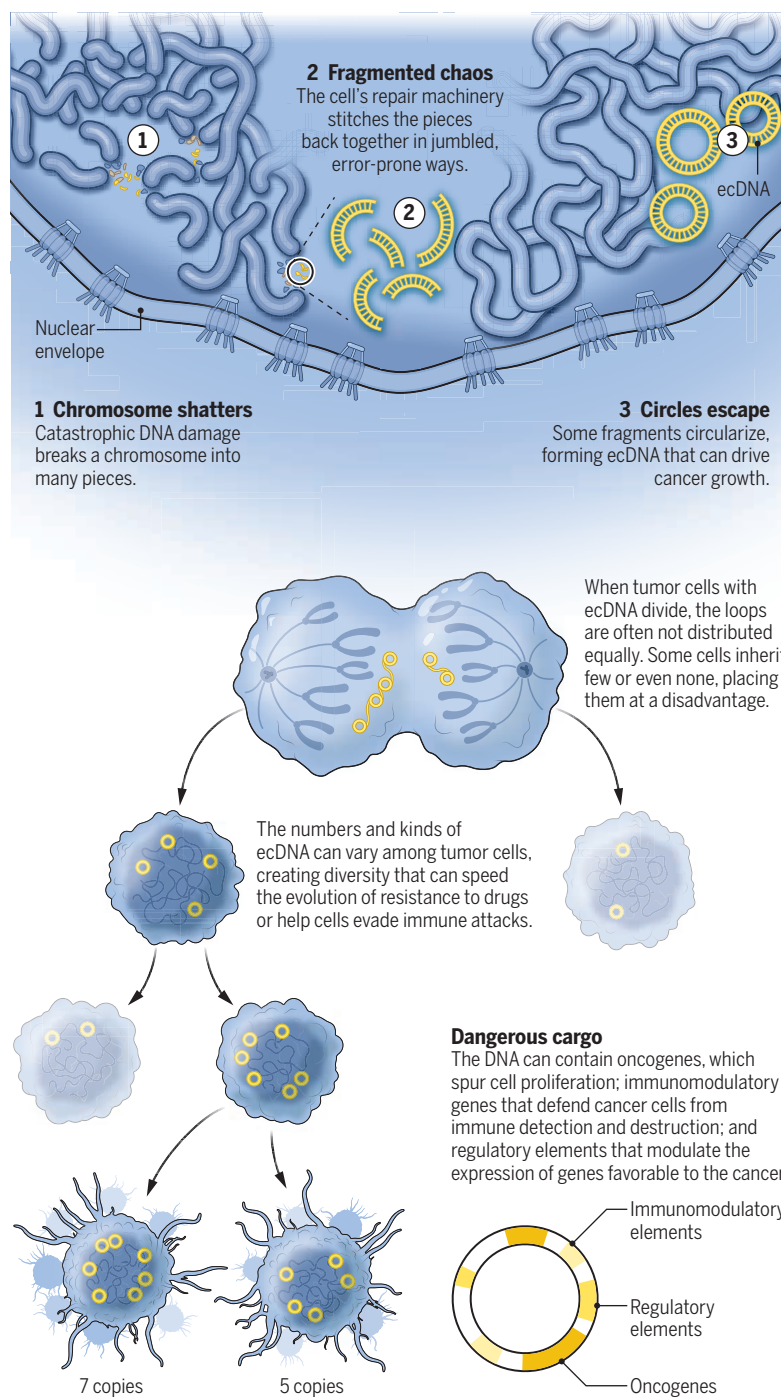 2 Fragmented chaos
The cell's repair machinery
stitches the pieces
back together in jumbled,
error-prone ways.
1
2
3
ecDNA
Nuclear
envelope
1 Chromosome shatters
Catastrophic DNA damage
breaks a chromosome into
many pieces.
3 Circles escape
Some fragments circularize,
forming ecDNA that can drive
cancer growth.
When tumor cells with
ecDNA divide, the loops
are often not distributed
equally. Some cells inherit
few or even none, placing
them at a disadvantage.
The numbers and kinds of
ecDNA can vary among tumor cells,
creating diversity that can speed
the evolution of resistance to drugs
or help cells evade immune attacks.
Dangerous cargo
The DNA can contain oncogenes, which
spur cell proliferation; immunomodulatory
genes that defend cancer cells from
immune detection and destruction; and
regulatory elements that modulate the
expression of genes favorable to the cancer
Immunomodulatory
elements
Regulatory
elements
Oncogenes
7 copies
5 copies